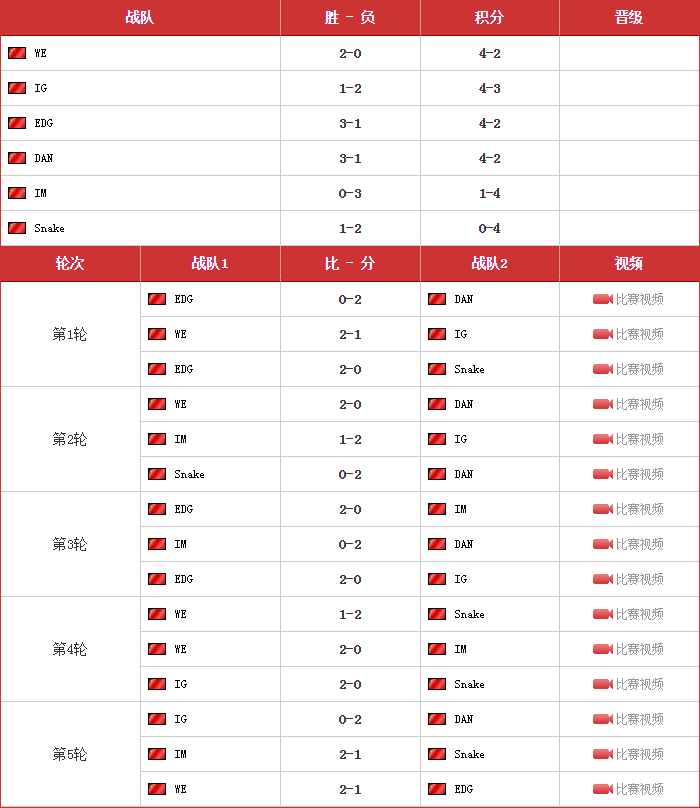 战队 胜 - 负 积分 晋级
WE 2-0 4-2
IG 1-2 4-3
EDG 3-1 4-2
DAN 3-1 4-2
IM 0-3 1-4
Snake 1-2 0-4
轮次 战队1 比 - 分 战队2 视频
EDG 0-2 DAN 比赛视频
第1轮 WE 2-1 IG 比赛视频
EDG 2-0 Snake 比赛视频
WE 2-0 DAN 比赛视频
第2轮 IM 1-2 IG 比赛视频
Snake 0-2 DAN 比赛视频
EDG 2-0 IM 比赛视频
第3轮 IM 0-2 DAN 比赛视频
EDG 2-0 IG 比赛视频
WE 1-2 Snake 比赛视频
第4轮 WE 2-0 IM 比赛视频
IG 2-0 Snake 比赛视频
IG 0-2 DAN 比赛视频
第5轮 IM 2-1 Snake 比赛视频
WE 2-1 EDG 比赛视频